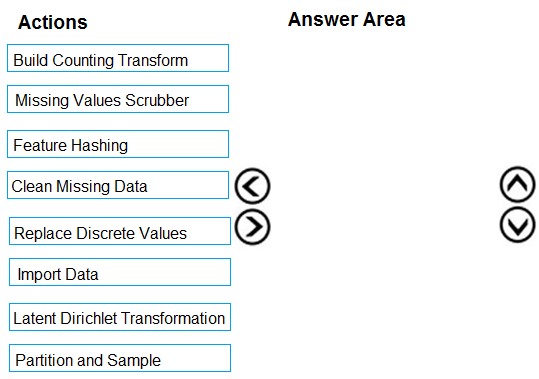 Actions
Answer Area
Build Counting Transform
Missing Values Scrubber
Feature Hashing
Clean Missing Data
Replace Discrete Values
Import Data
Latent Dirichlet Transformation
Partition and Sample